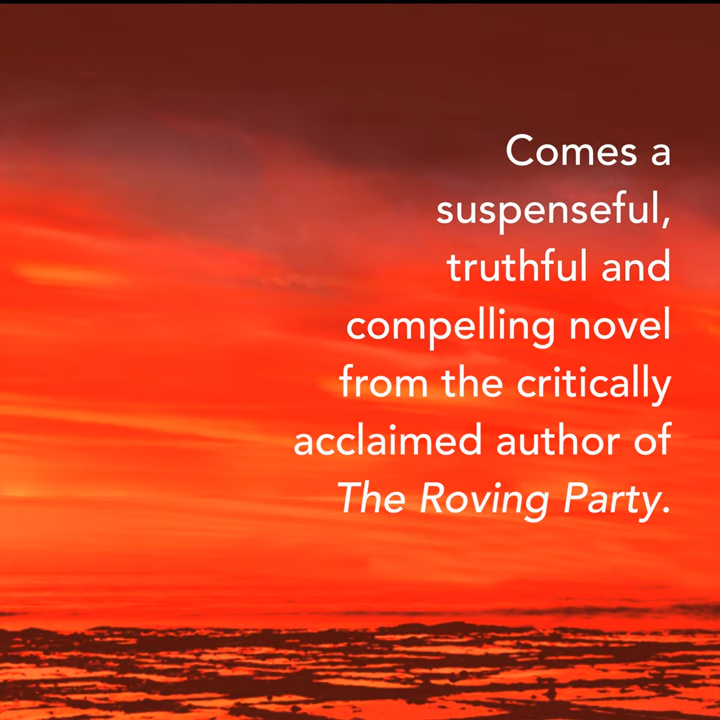 Comes a
suspenseful,
truthful and
compelling novel
from the critically
acclaimed author of
The Roving Party.